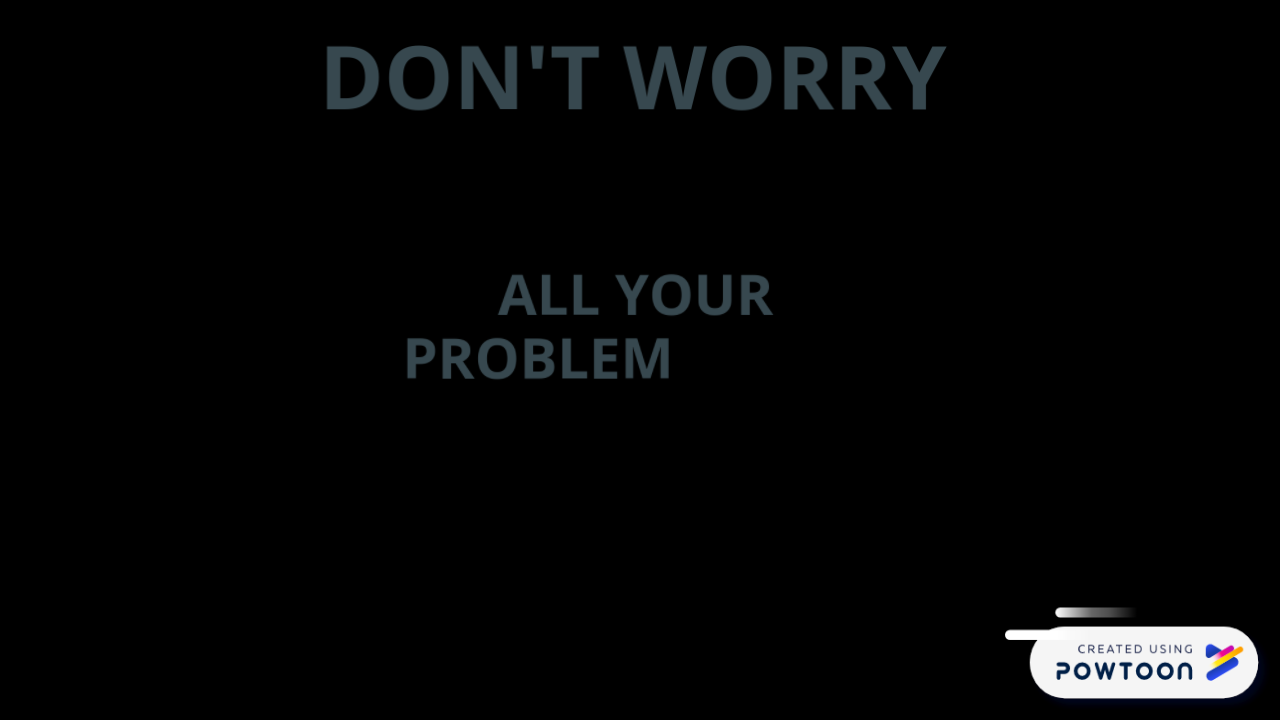 DON'T WORRY
ALL YOUR
PROBLEM
CREATED USING
POWTOON